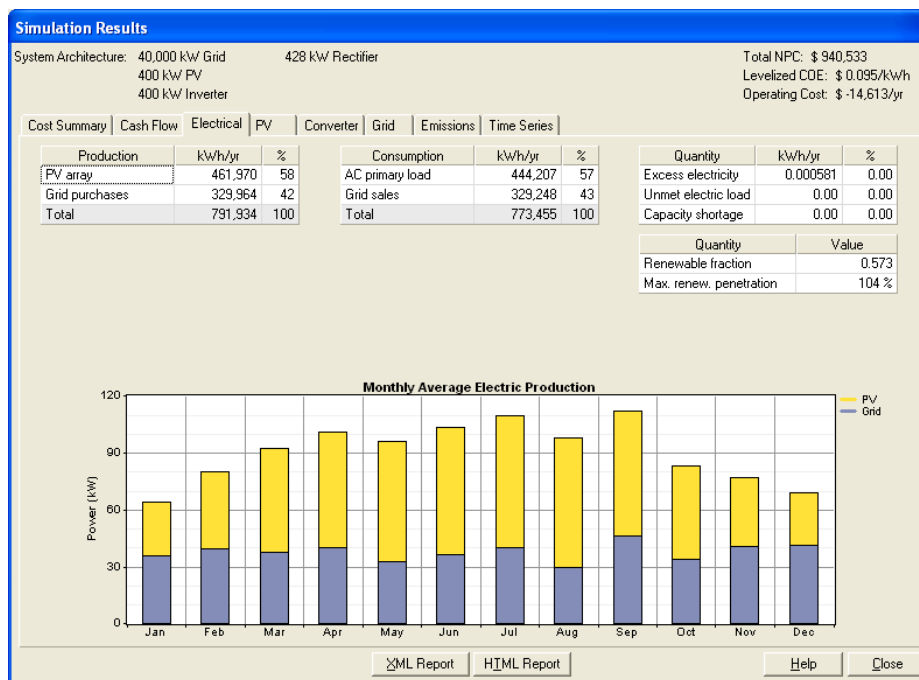 Simulation Results
System Architecture: 40,000 kW Grid 428 kW Rectifier
400 kW PV
400 kW Inverter
Total NPC: $ 940,533
Levelized COE: $ 0.095/kWh
Operating Cost: $ -14,613/yr
Cost Summary Cash Flow Electrical PV Converter Grid Emissions Time Series
Production kWh/yr %
PV array 461,970 58
Grid purchases 329,964 42
Total 791,934 100
Consumption kWh/yr %
AC primary load 444,207 57
Grid sales 329,248 43
Total 773,455 100
Quantity kWh/yr %
Excess electricity 0.000581 0.00
Unmet electric load 0.00 0.00
Capacity shortage 0.00 0.00
Quantity Value
Renewable fraction 0.573
Max. renew. penetration 104 %
Monthly Average Electric Production
120
90
60
30
0
Power (kW)
Jan Feb Mar Apr May Jun Jul Aug Sep Oct Nov Dec
PV
Grid
XML Report HTML Report Help Close